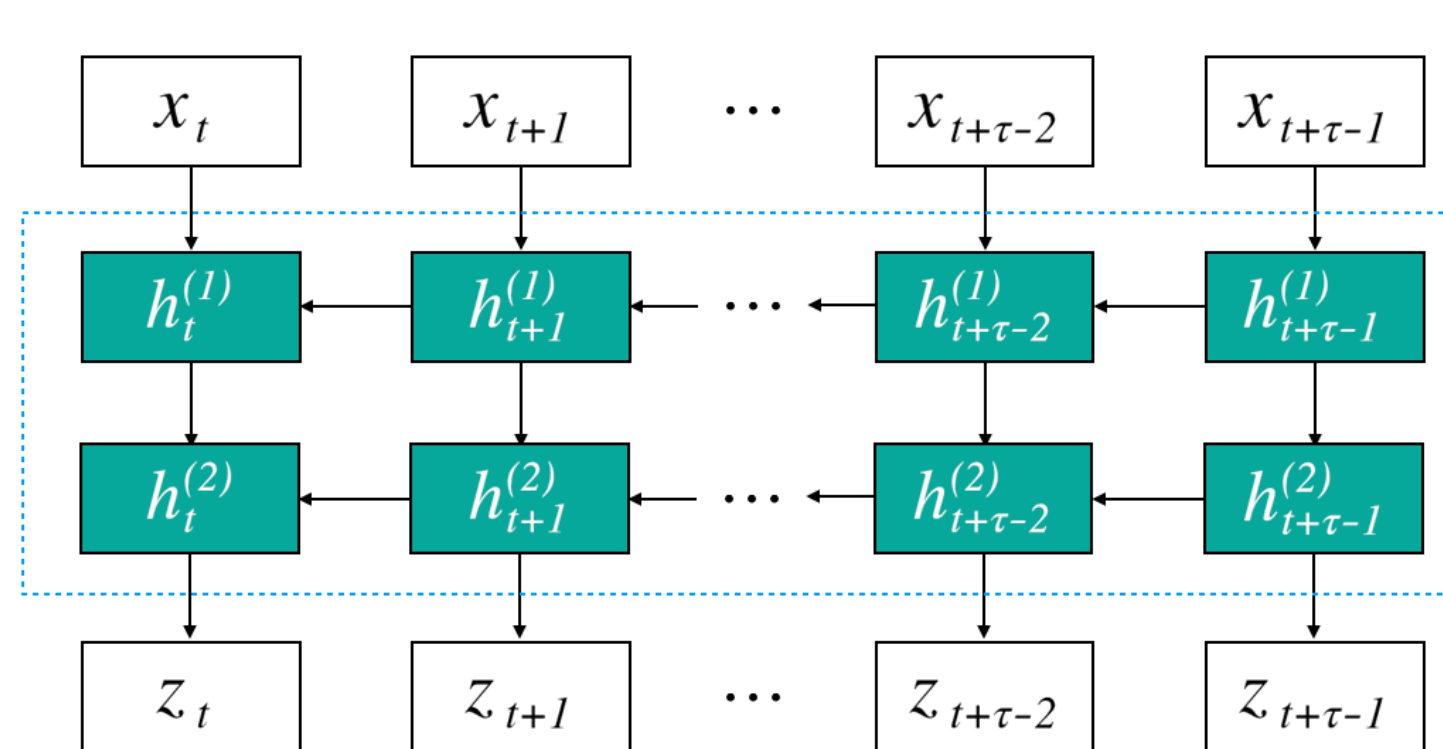 x_t x_{t+1} ... x_{t+τ-2} x_{t+τ-1}
h_t^{(1)} h_{t+1}^{(1)} ... h_{t+τ-2}^{(1)} h_{t+τ-1}^{(1)}
h_t^{(2)} h_{t+1}^{(2)} ... h_{t+τ-2}^{(2)} h_{t+τ-1}^{(2)}
z_t z_{t+1} ... z_{t+τ-2} z_{t+τ-1}